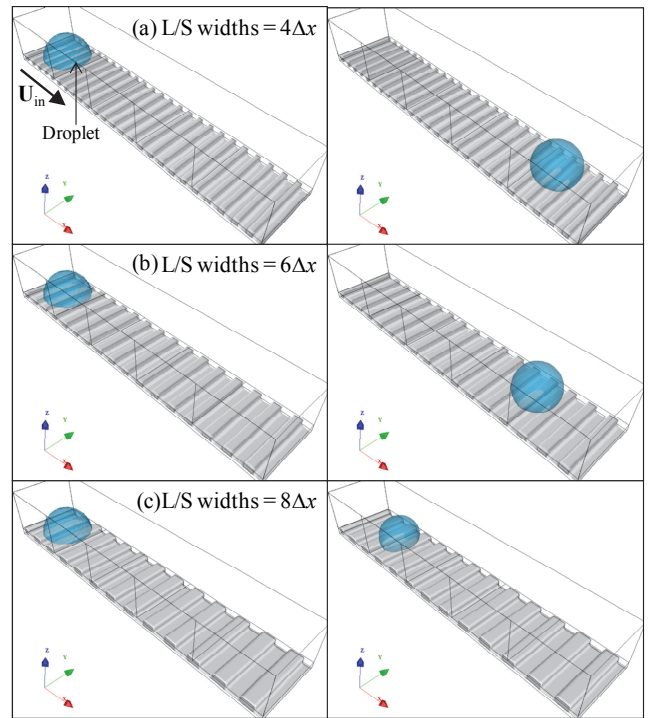 (a) L/S widths = 4Δx
U_in
Droplet
Z
Y
X
Z
Y
X
(b) L/S widths = 6Δx
Z
Y
X
Z
Y
X
(c)L/S widths = 8Δx
Z
Y
X
Z
Y
X